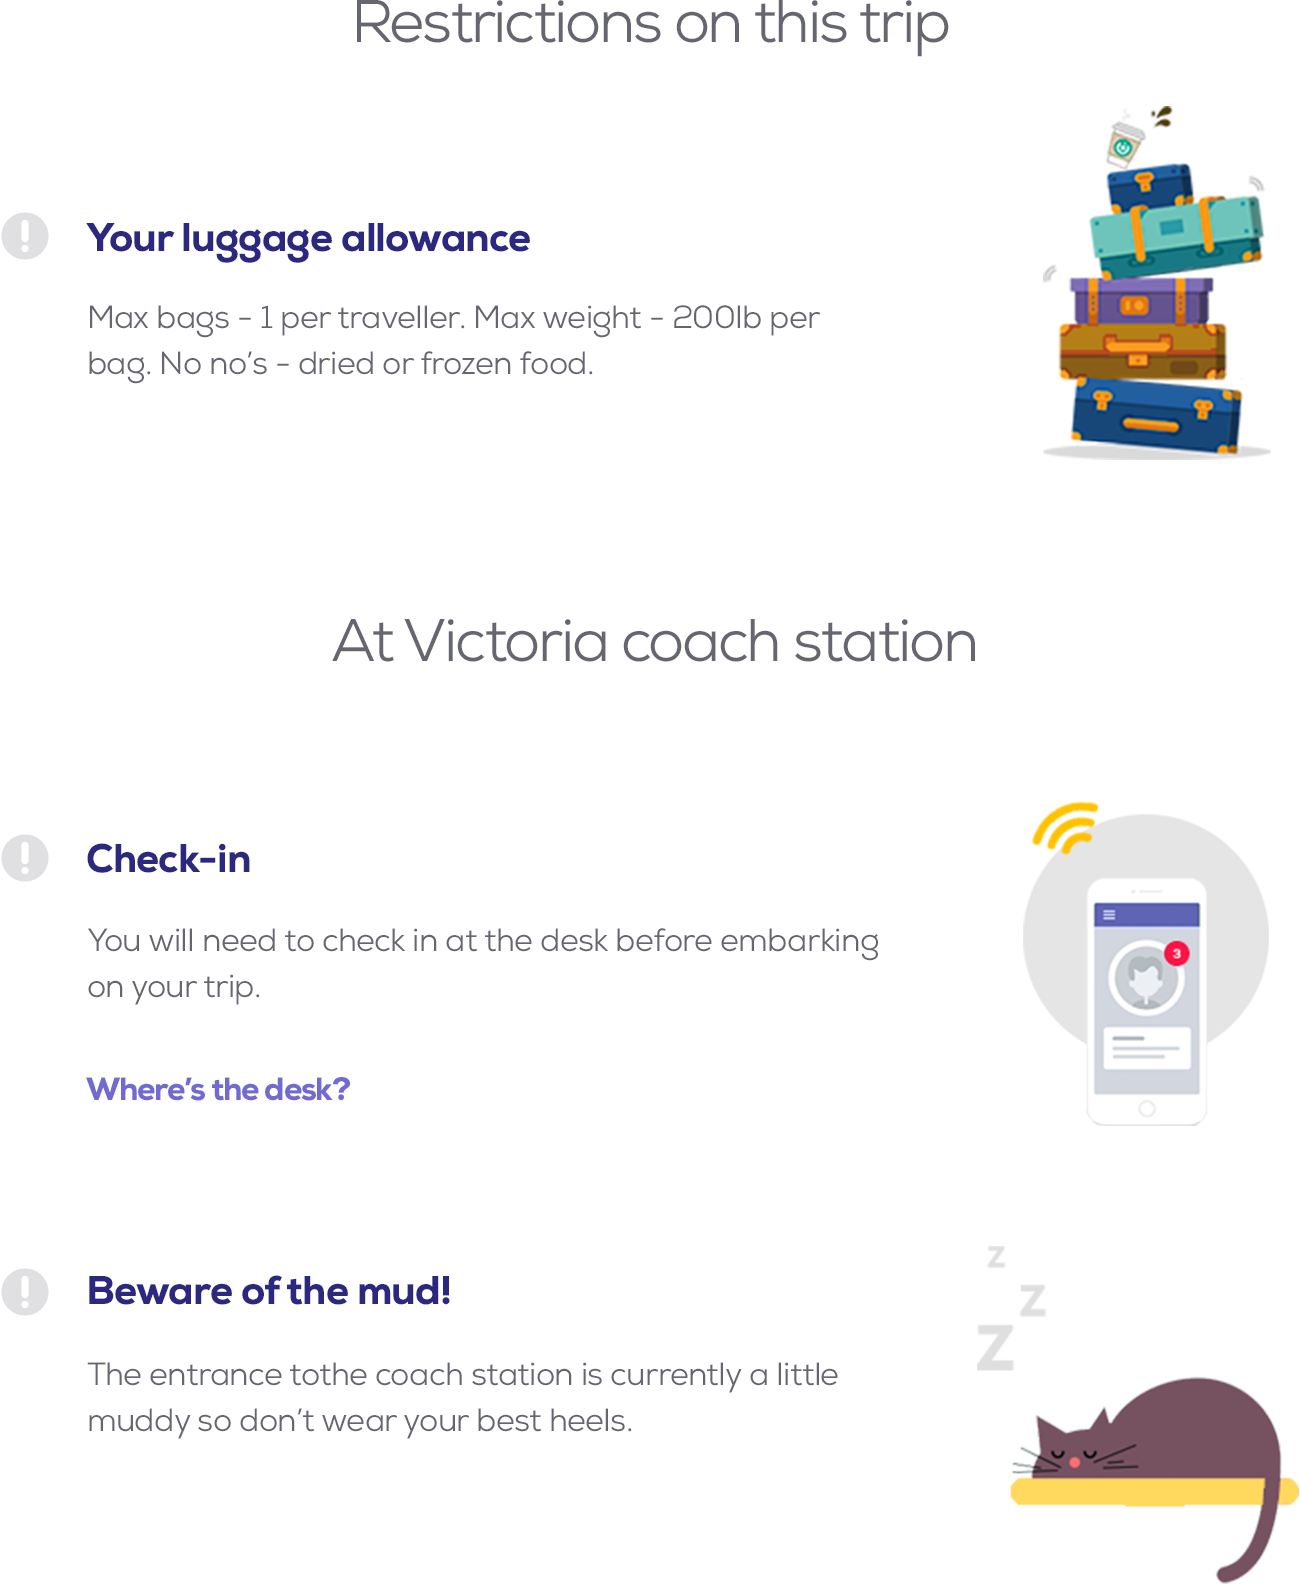 Restrictions on this trip
Your luggage allowance
Max bags - 1 per traveller. Max weight - 200lb per
bag. No no’s - dried or frozen food.
At Victoria coach station
Check-in
You will need to check in at the desk before embarking
on your trip.
3
Where’s the desk?
Beware of the mud!
The entrance tothe coach station is currently a little
muddy so don’t wear your best heels.
z
z
z